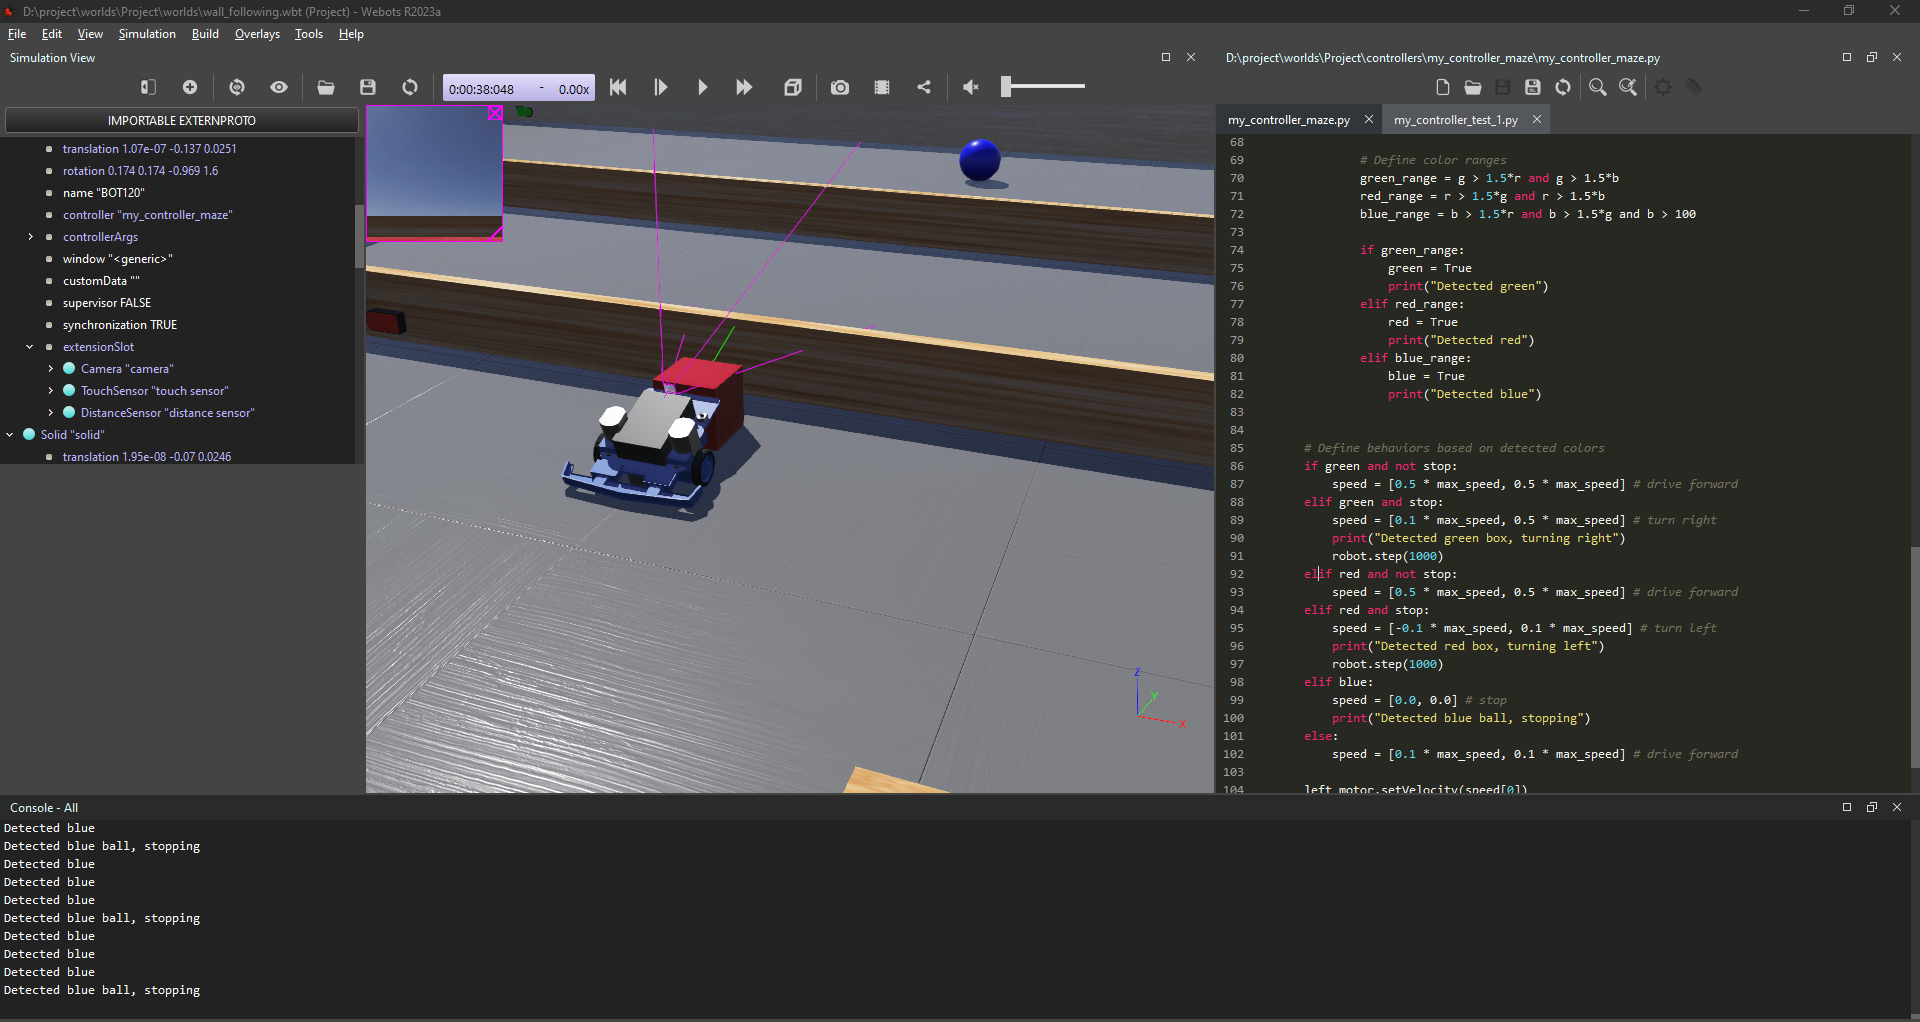 D:\project\worlds\Project\worlds\wall_following.wbt (Project) - Webots R2023a
File Edit View Simulation Build Overlays Tools Help
Simulation View
0:00:38:048 - 0.00x
IMPORTABLE EXTERNPROTO
translation 1.07e-07 -0.137 0.0251
rotation 0.174 0.174 -0.969 1.6
name "BOT120"
controller "my_controller_maze"
controllerArgs
window "<generic>"
customData ""
supervisor FALSE
synchronization TRUE
extensionSlot
Camera "camera"
TouchSensor "touch sensor"
DistanceSensor "distance sensor"
Solid "solid"
translation 1.95e-08 -0.07 0.0246
Z
Y
X
D:\project\worlds\Project\controllers\my_controller_maze\my_controller_maze.py
my_controller_maze.py my_controller_test_1.py
68
69 # Define color ranges
70 green_range = g > 1.5*r and g > 1.5*b
71 red_range = r > 1.5*g and r > 1.5*b
72 blue_range = b > 1.5*r and b > 1.5*g and b > 100
73
74 if green_range:
75 green = True
76 print("Detected green")
77 elif red_range:
78 red = True
79 print("Detected red")
80 elif blue_range:
81 blue = True
82 print("Detected blue")
83
84
85 # Define behaviors based on detected colors
86 if green and not stop:
87 speed = [0.5 * max_speed, 0.5 * max_speed] # drive forward
88 elif green and stop:
89 speed = [0.1 * max_speed, 0.5 * max_speed] # turn right
90 print("Detected green box, turning right")
91 robot.step(1000)
92 elif red and not stop:
93 speed = [0.5 * max_speed, 0.5 * max_speed] # drive forward
94 elif red and stop:
95 speed = [-0.1 * max_speed, 0.1 * max_speed] # turn left
96 print("Detected red box, turning left")
97 robot.step(1000)
98 elif blue:
99 speed = [0.0, 0.0] # stop
100 print("Detected blue ball, stopping")
101 else:
102 speed = [0.1 * max_speed, 0.1 * max_speed] # drive forward
103
104 left_motor.setVelocity(speed[0])
Console - All
Detected blue
Detected blue ball, stopping
Detected blue
Detected blue
Detected blue
Detected blue ball, stopping
Detected blue
Detected blue
Detected blue
Detected blue ball, stopping